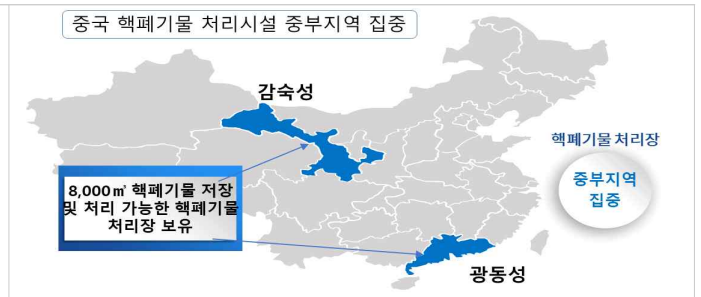 중국 핵폐기물 처리시설 중부지역 집중
감숙성
핵폐기물 처리장
중부지역
집중
8,000㎥ 핵폐기물 저장
및 처리 가능한 핵폐기물
처리장 보유
광동성